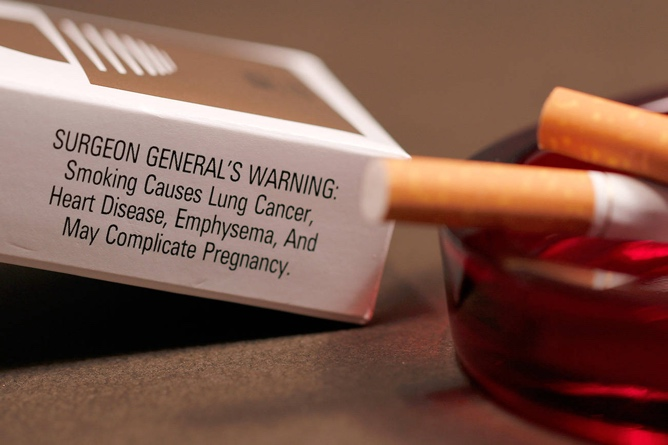 SURGEON GENERAL'S WARNING:
Smoking Causes Lung Cancer,
Heart Disease, Emphysema, And
May Complicate Pregnancy.